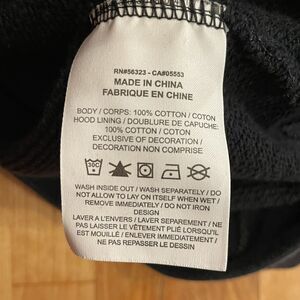 RN#56323 - CA#05553
MADE IN CHINA
FABRIQUE EN CHINE
BODY / CORPS: 100% COTTON / COTON
HOOD LINING / DOUBLURE DE CAPUCHE:
100% COTTON / COTON
EXCLUSIVE OF DECORATION /
DECORATION NON COMPRISE
WASH INSIDE OUT / WASH SEPARATELY / DO
NOT ALLOW TO LAY ON ITSELF WHEN WET /
REMOVE IMMEDIATELY / DO NOT IRON
DESIGN
LAVER A L'ENVERS / LAVER SEPAREMENT / NE
PAS LAISSER LE VÊTEMENT PLIÉ LORSQU'IL
EST MOUILLÉ / ENLEVER IMMEDIATEMENT /
NE PAS REPASSER LE DESSIN